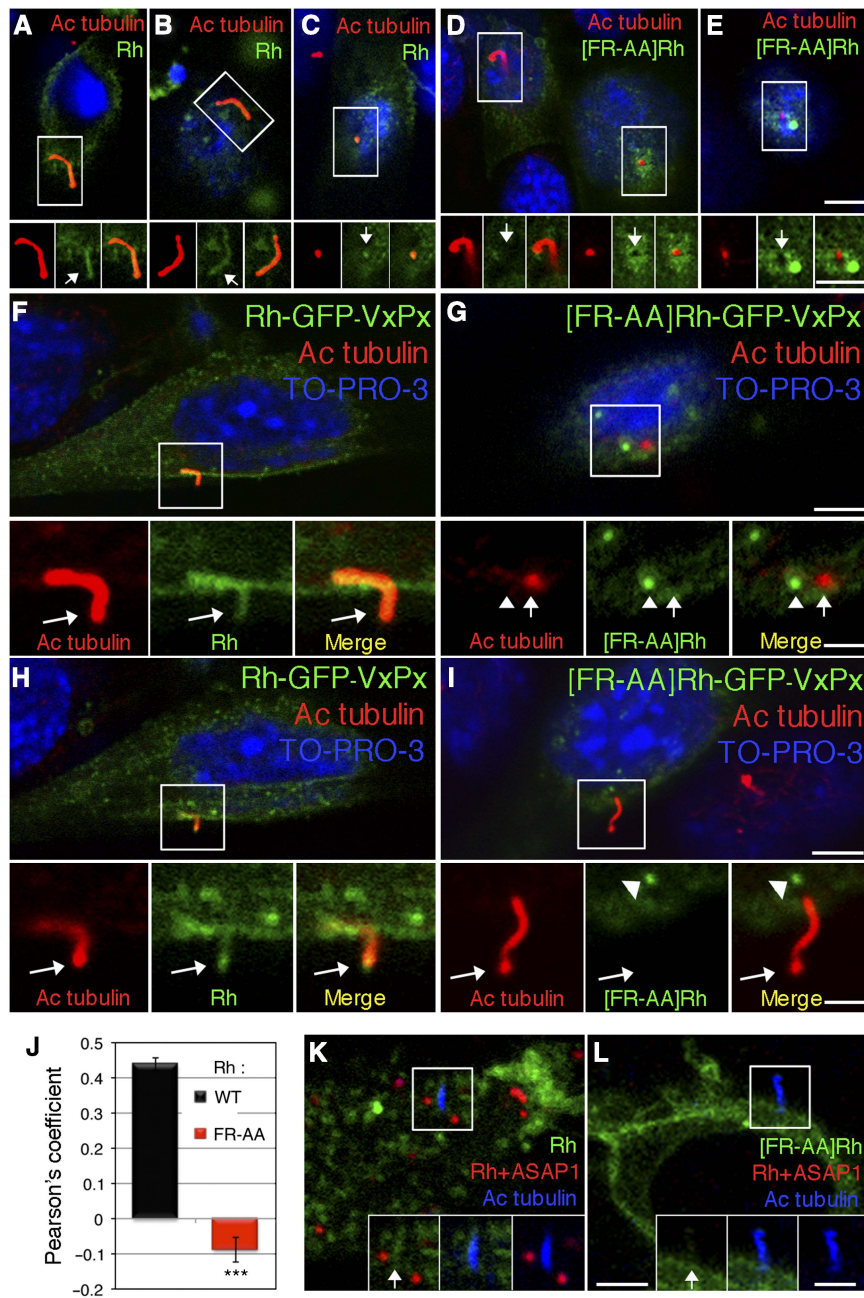 A
Ac tubulin
Rh
B
Ac tubulin
Rh
C
Ac tubulin
Rh
D
Ac tubulin
[FR-AA]Rh
E
Ac tubulin
[FR-AA]Rh
F
Rh-GFP-VxPx
Ac tubulin
TO-PRO-3
Ac tubulin
Rh
Merge
G
[FR-AA]Rh-GFP-VxPx
Ac tubulin
TO-PRO-3
Ac tubulin
[FR-AA]Rh
Merge
H
Rh-GFP-VxPx
Ac tubulin
TO-PRO-3
Ac tubulin
Rh
Merge
I
[FR-AA]Rh-GFP-VxPx
Ac tubulin
TO-PRO-3
Ac tubulin
[FR-AA]Rh
Merge
J
Pearson's coefficient
0.5
0.4
0.3
0.2
0.1
0
−0.1
−0.2
Rh :
WT
FR-AA
***
K
Rh
Rh+ASAP1
Ac tubulin
L
[FR-AA]Rh
Rh+ASAP1
Ac tubulin